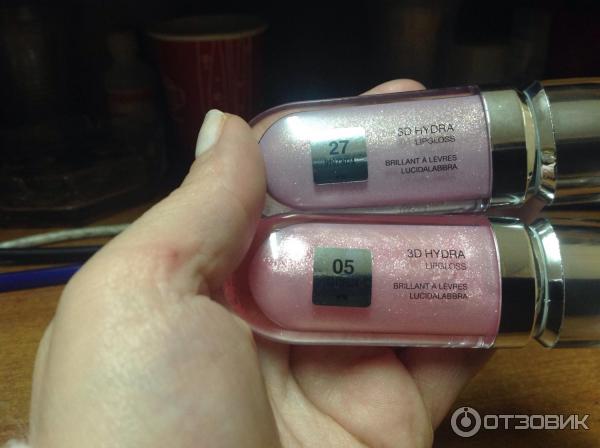 27
3D HYDRA
LIPGLOSS
BRILLANT À LÈVRES
LUCIDALABBRA
05
3D HYDRA
LIPGLOSS
BRILLANT À LÈVRES
LUCIDALABBRA
ОТЗОВИК